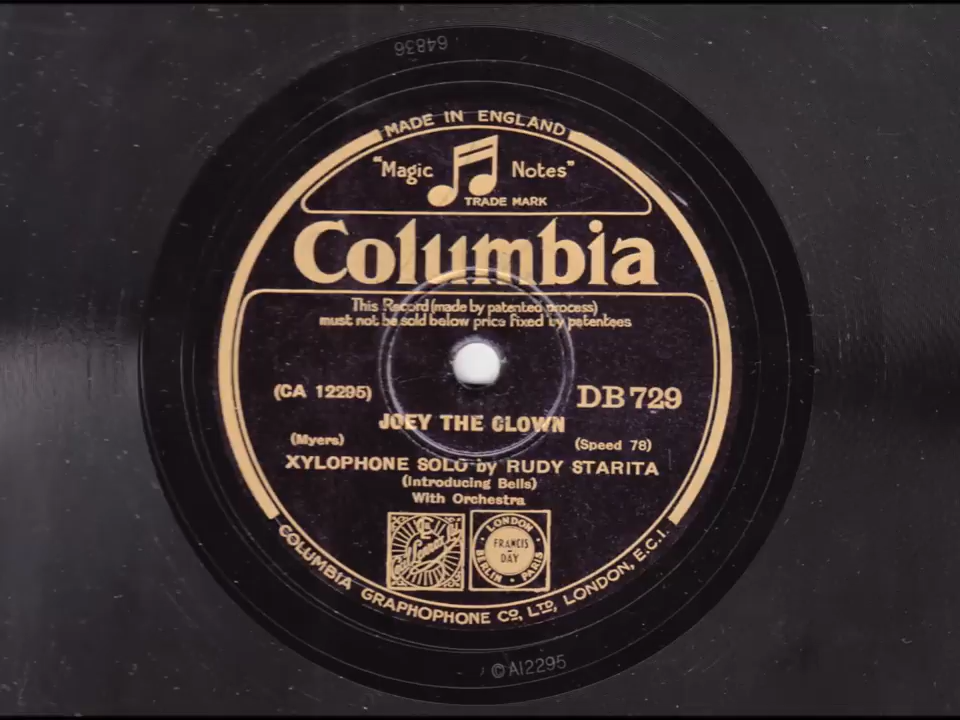 64836
MADE IN ENGLAND
"Magic Notes"
TRADE MARK
Columbia
This Record (made by patented process)
must not be sold below price fixed by patentees
(CA 12295)
DB 729
JOEY THE CLOWN
(Myers)
(Speed 78)
XYLOPHONE SOLO by RUDY STARITA
(Introducing Bells)
With Orchestra
LONDON
FRANCIS
DAY
BERLIN
PARIS
COLUMBIA GRAPHOPHONE CO, LTD, LONDON, E.C.1.
©A12295